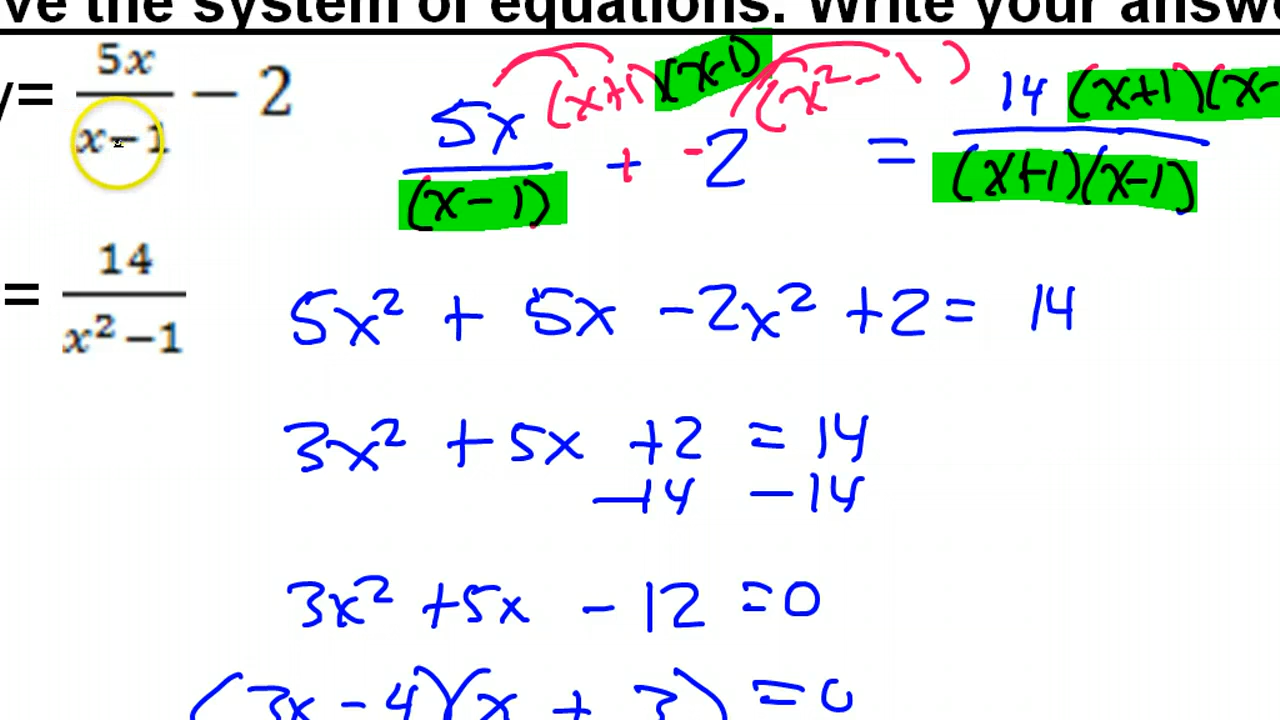 ve the system of equations. Write your answe
y= 5x/x−1 − 2
= 14/x²−1
5x (x+1)(x-1) (x²-1)
(x-1) + -2 = 14 (x+1)(x-
(x+1)(x-1)
5x² + 5x -2x² +2 = 14
3x² +5x +2 = 14
-14 -14
3x² +5x - 12 =0
(3x - 4)(x + 3) =0